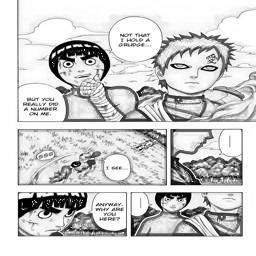 NOT THAT
I HOLD A
GRUDGE...
BUT YOU
REALLY DID
A NUMBER
ON ME.
I SEE...
ANYWAY.
WHY ARE
YOU
HERE?